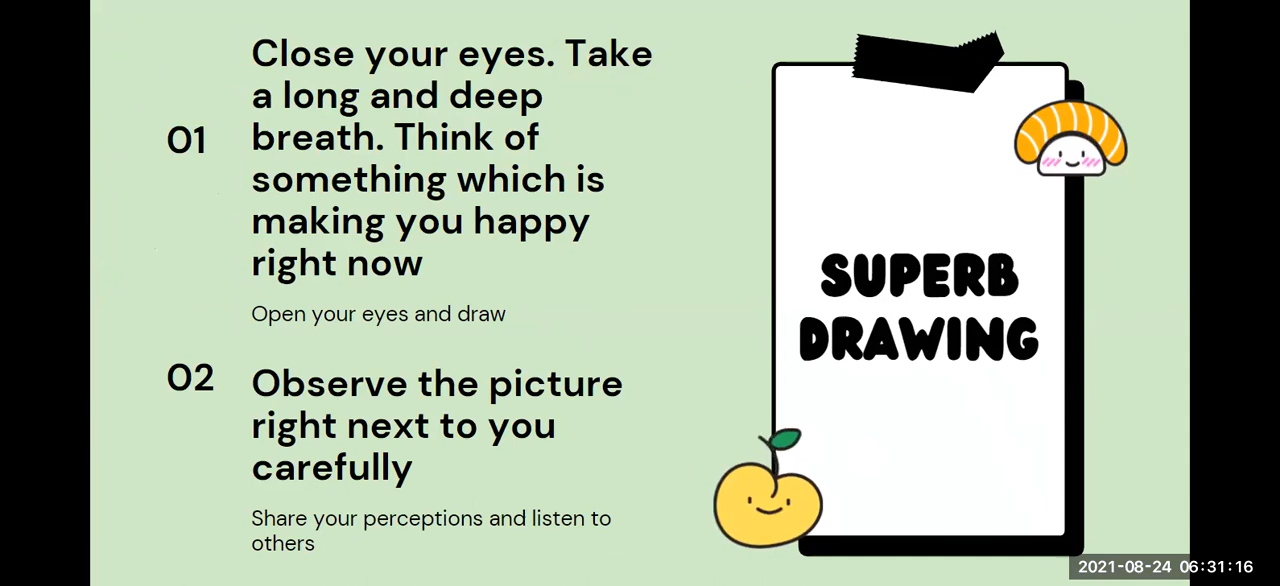 01
Close your eyes. Take
a long and deep
breath. Think of
something which is
making you happy
right now
Open your eyes and draw
02
Observe the picture
right next to you
carefully
Share your perceptions and listen to
others
SUPERB
DRAWING
2021-08-24 06:31:16